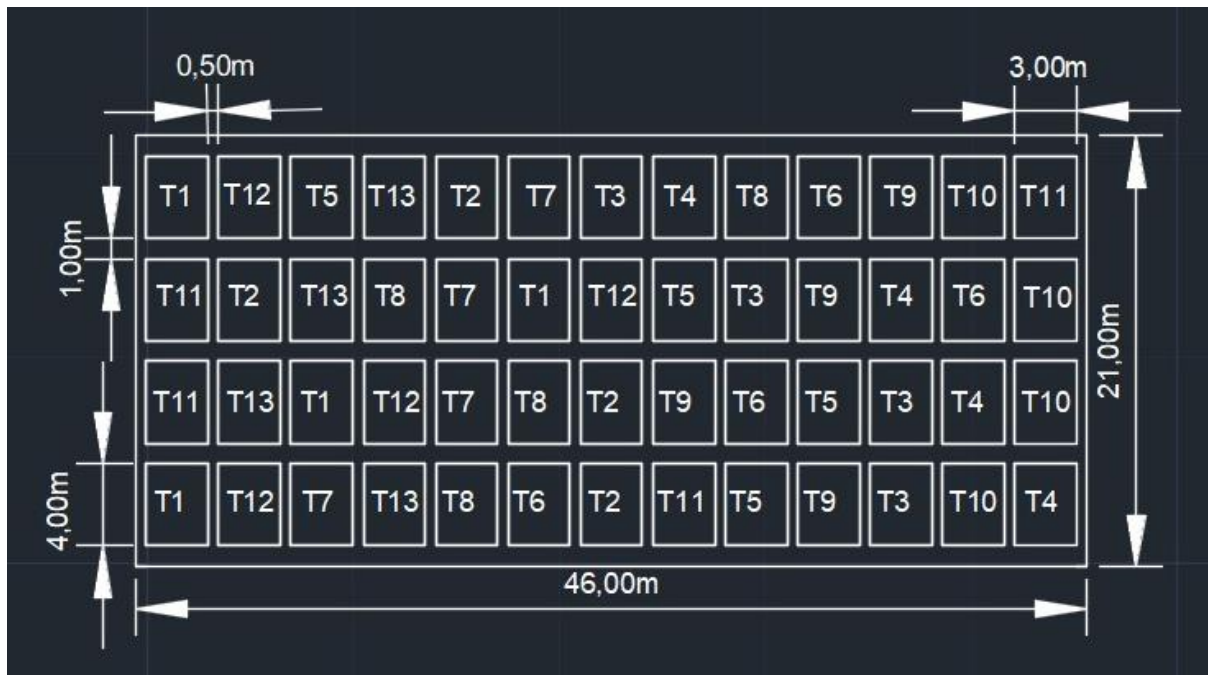 0,50m 3,00m
T1 T12 T5 T13 T2 T7 T3 T4 T8 T6 T9 T10 T11
1,00m
T11 T2 T13 T8 T7 T1 T12 T5 T3 T9 T4 T6 T10
21,00m
T11 T13 T1 T12 T7 T8 T2 T9 T6 T5 T3 T4 T10
4,00m
T1 T12 T7 T13 T8 T6 T2 T11 T5 T9 T3 T10 T4
46,00m